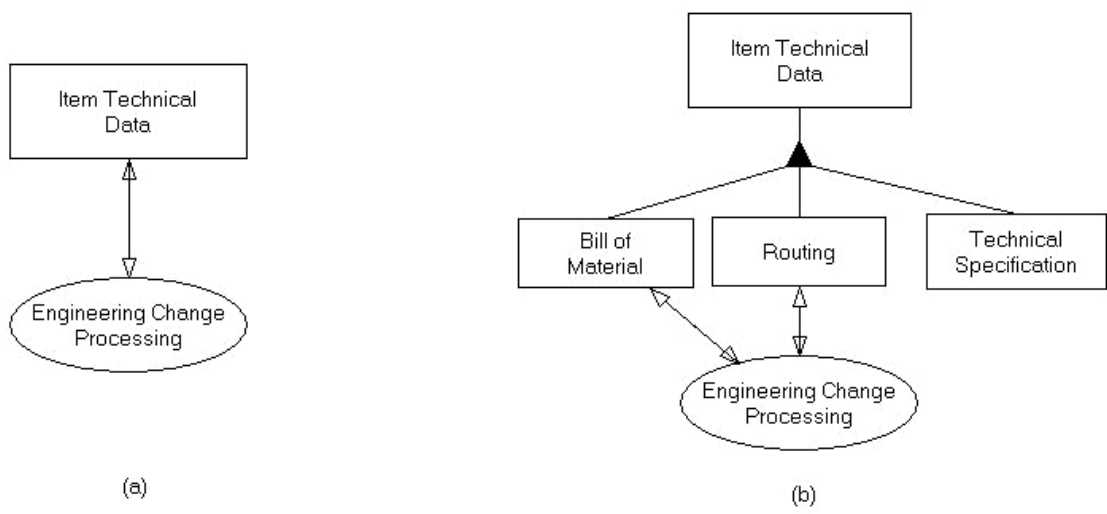 Item Technical
Data
Engineering Change
Processing
(a)
Item Technical
Data
Bill of
Material
Routing
Technical
Specification
Engineering Change
Processing
(b)